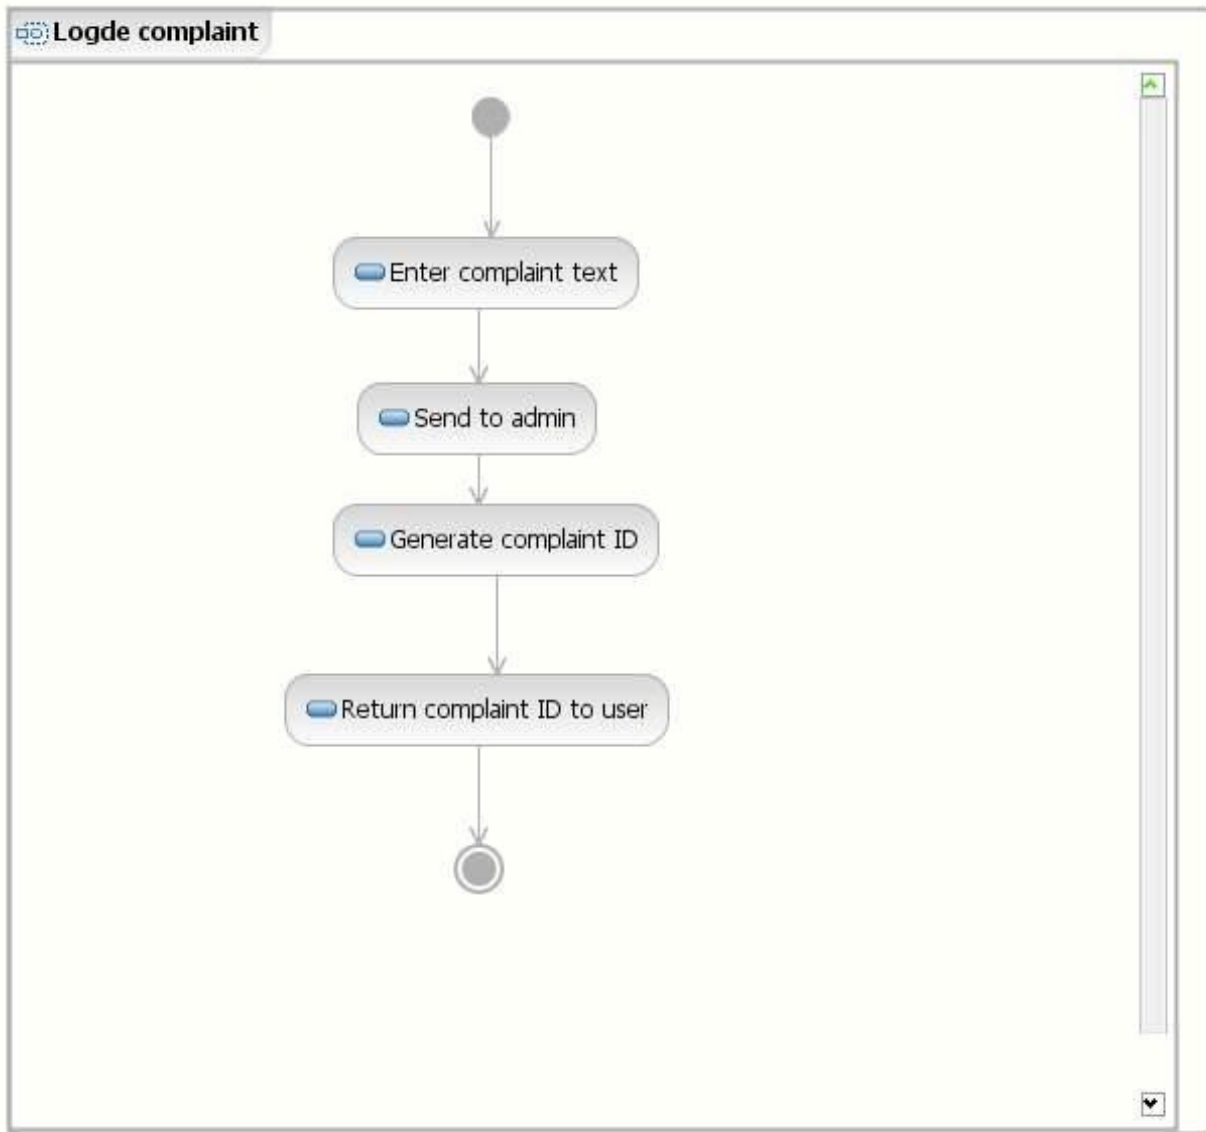 Logde complaint
Enter complaint text
Send to admin
Generate complaint ID
Return complaint ID to user